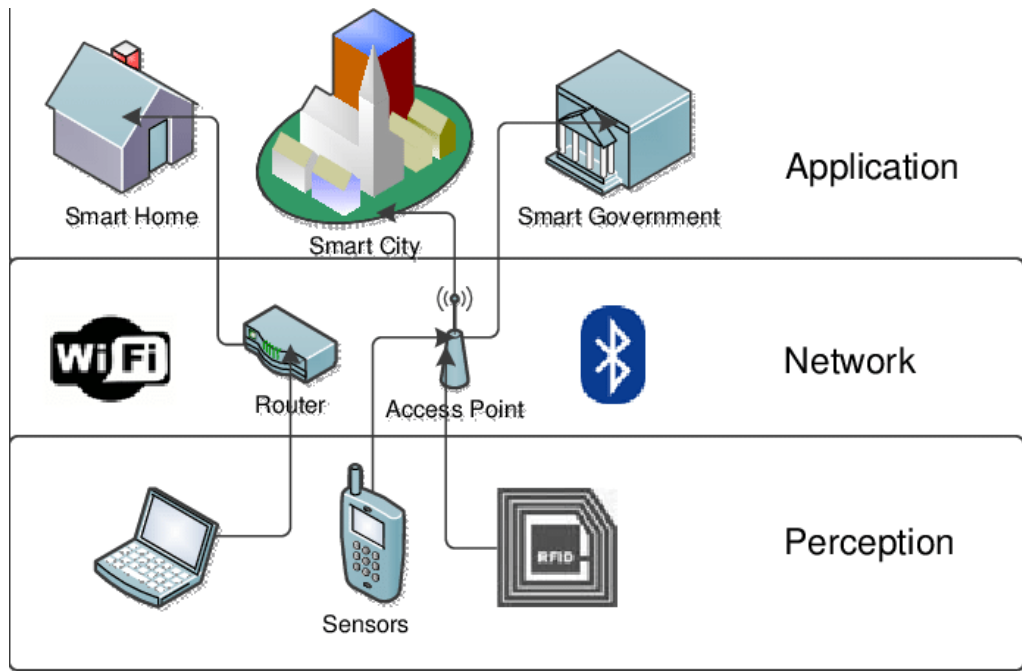 Smart Home
Smart City
Smart Government
Application
WiFi
Router
Access Point
Network
RFID
Sensors
Perception